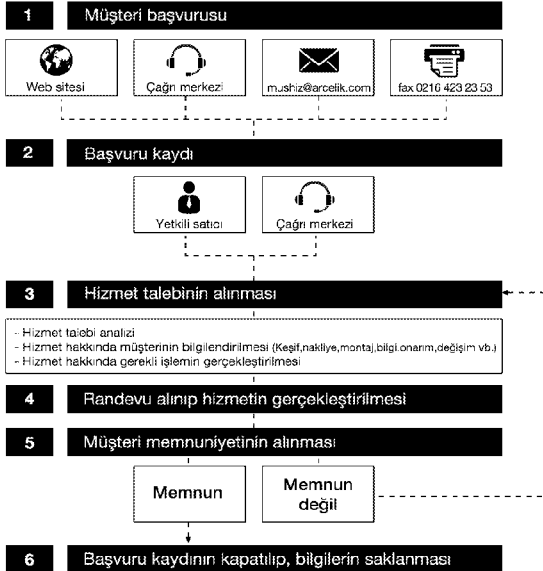 1 Müşteri başvurusu
Web sitesi
Çağrı merkezi
mushiz@arcelik.com
fax 0216 423 23 53
2 Başvuru kaydı
Yetkili satıcı
Çağrı merkezi
3 Hizmet talebinin alınması
- Hizmet talebi analizi
- Hizmet hakkında müşterinin bilgilendirilmesi (Keşif,nakliye,montaj,bilgi.onarım,değişim vb.)
- Hizmet hakkında gerekli işlemin gerçekleştirilmesi
4 Randevu alınıp hizmetin gerçekleştirilmesi
5 Müşteri memnuniyetinin alınması
Memnun
Memnun
değil
6 Başvuru kaydının kapatılıp, bilgilerin saklanması